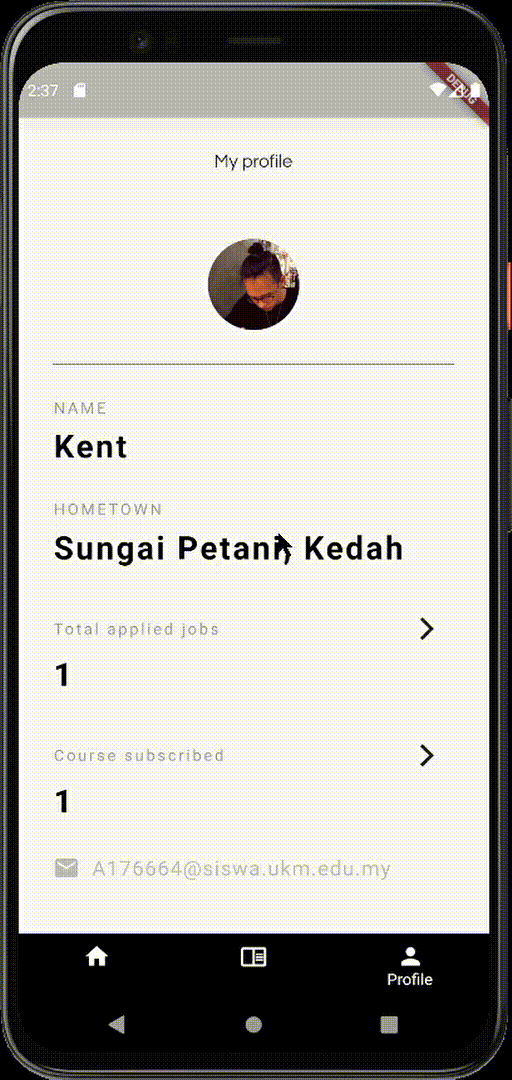 2:37
DEBUG
My profile
NAME
Kent
HOMETOWN
Sungai Petani, Kedah
Total applied jobs
1
Course subscribed
1
A176664@siswa.ukm.edu.my
Profile